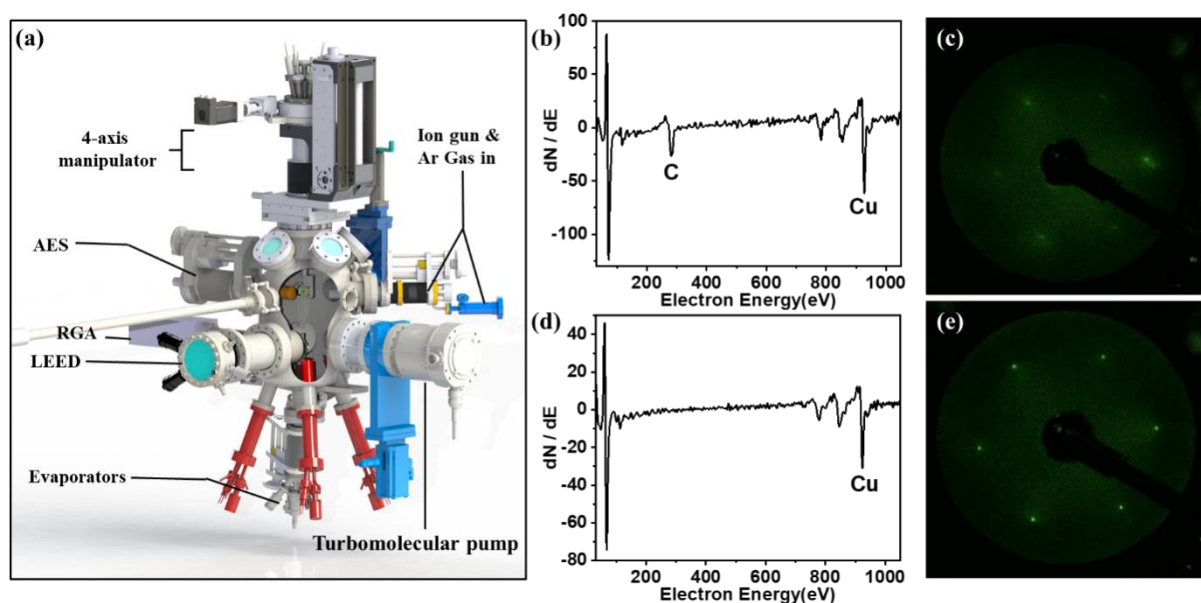 (a)
4-axis
manipulator
Ion gun &
Ar Gas in
AES
RGA
LEED
Evaporators
Turbomolecular pump
(b)
100
50
0
-50
-100
dN / dE
C
Cu
200 400 600 800 1000
Electron Energy(eV)
(c)
(d)
40
20
0
-20
-40
-60
-80
dN / dE
Cu
200 400 600 800 1000
Electron Energy(eV)
(e)